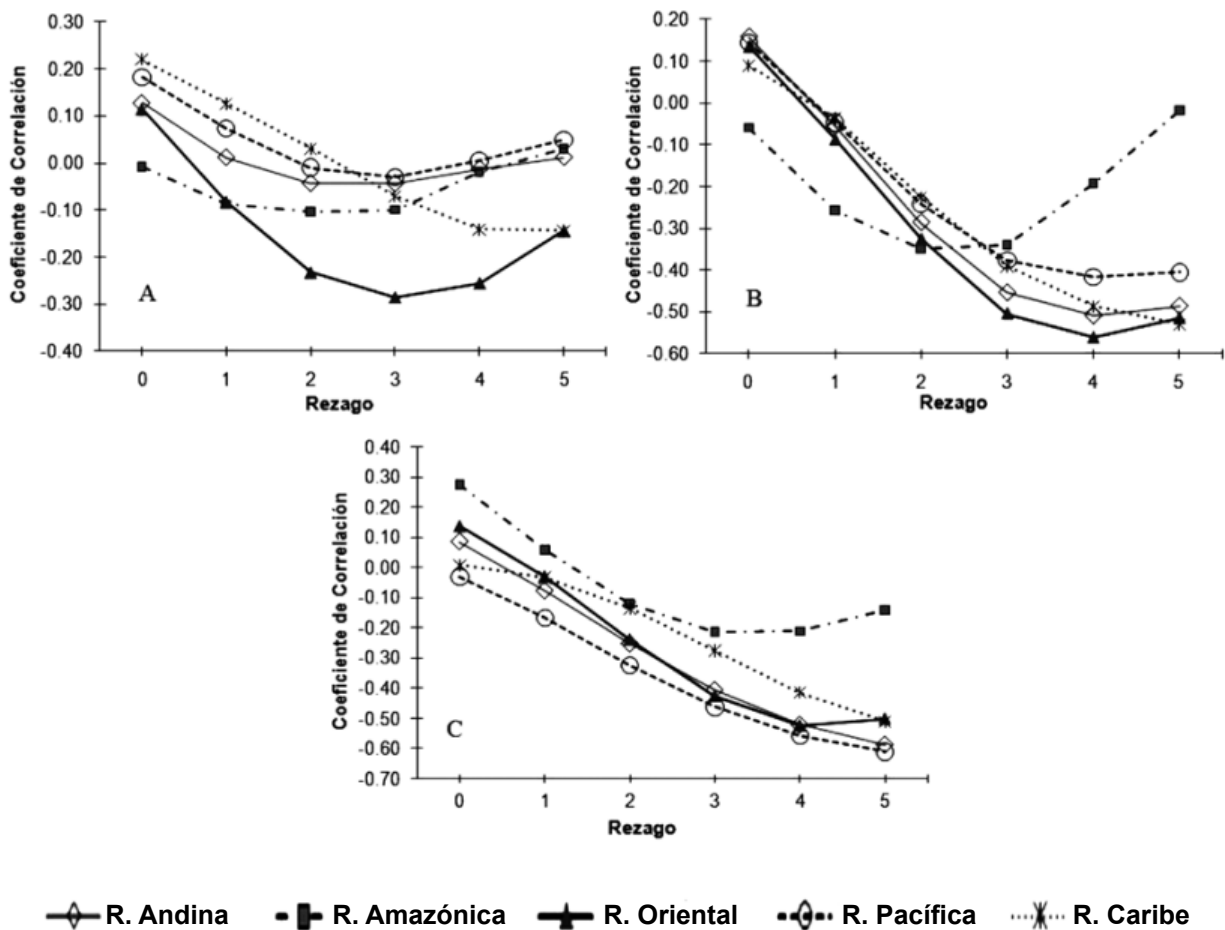 Coeficiente de Correlación
0.30
0.20
0.10
0.00
-0.10
-0.20
-0.30
-0.40
A
0 1 2 3 4 5
Rezago
Coeficiente de Correlación
0.20
0.10
0.00
-0.10
-0.20
-0.30
-0.40
-0.50
-0.60
B
0 1 2 3 4 5
Rezago
Coeficiente de Correlación
0.40
0.30
0.20
0.10
0.00
-0.10
-0.20
-0.30
-0.40
-0.50
-0.60
-0.70
C
0 1 2 3 4 5
Rezago
R. Andina R. Amazónica R. Oriental R. Pacífica R. Caribe